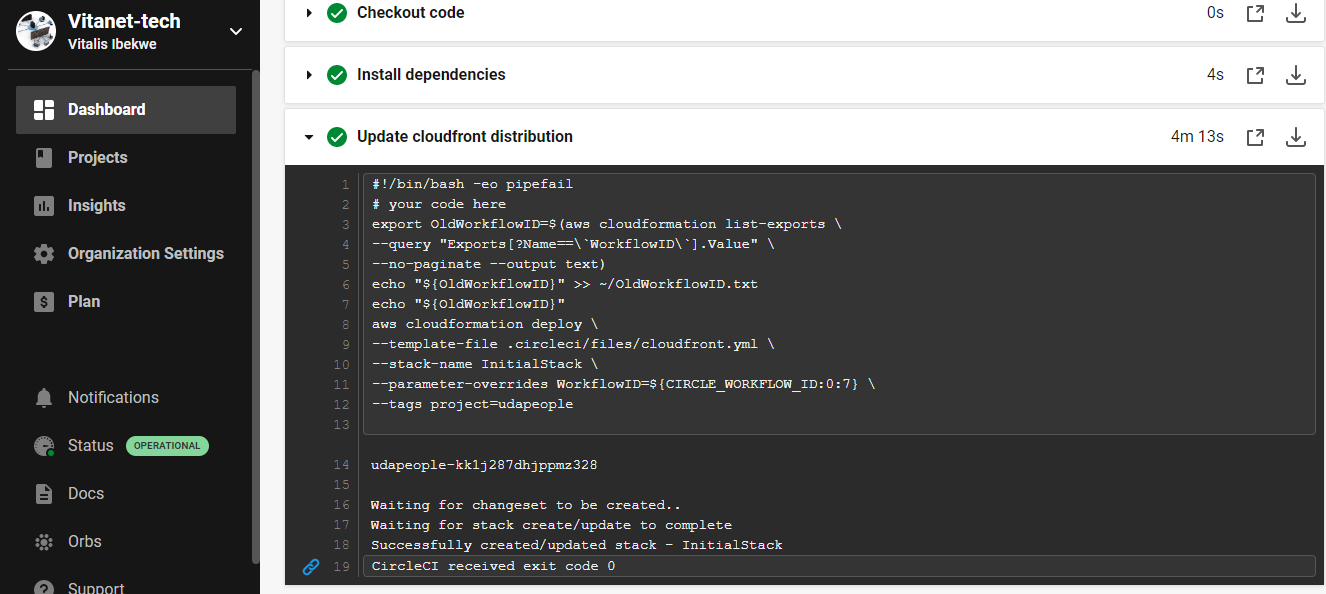 Vitanet-tech
Vitalis Ibekwe
Dashboard
Projects
Insights
Organization Settings
Plan
Notifications
Status OPERATIONAL
Docs
Orbs
Support
Checkout code 0s
Install dependencies 4s
Update cloudfront distribution 4m 13s
1 #!/bin/bash -eo pipefail
2 # your code here
3 export OldWorkflowID=$(aws cloudformation list-exports \
4 --query "Exports[?Name==\`WorkflowID\`].Value" \
5 --no-paginate --output text)
6 echo "${OldWorkflowID}" >> ~/OldWorkflowID.txt
7 echo "${OldWorkflowID}"
8 aws cloudformation deploy \
9 --template-file .circleci/files/cloudfront.yml \
10 --stack-name InitialStack \
11 --parameter-overrides WorkflowID=${CIRCLE_WORKFLOW_ID:0:7} \
12 --tags project=udapeople
13
14 udapeople-kk1j287dhjppmz328
15
16 Waiting for changeset to be created..
17 Waiting for stack create/update to complete
18 Successfully created/updated stack - InitialStack
19 CircleCI received exit code 0